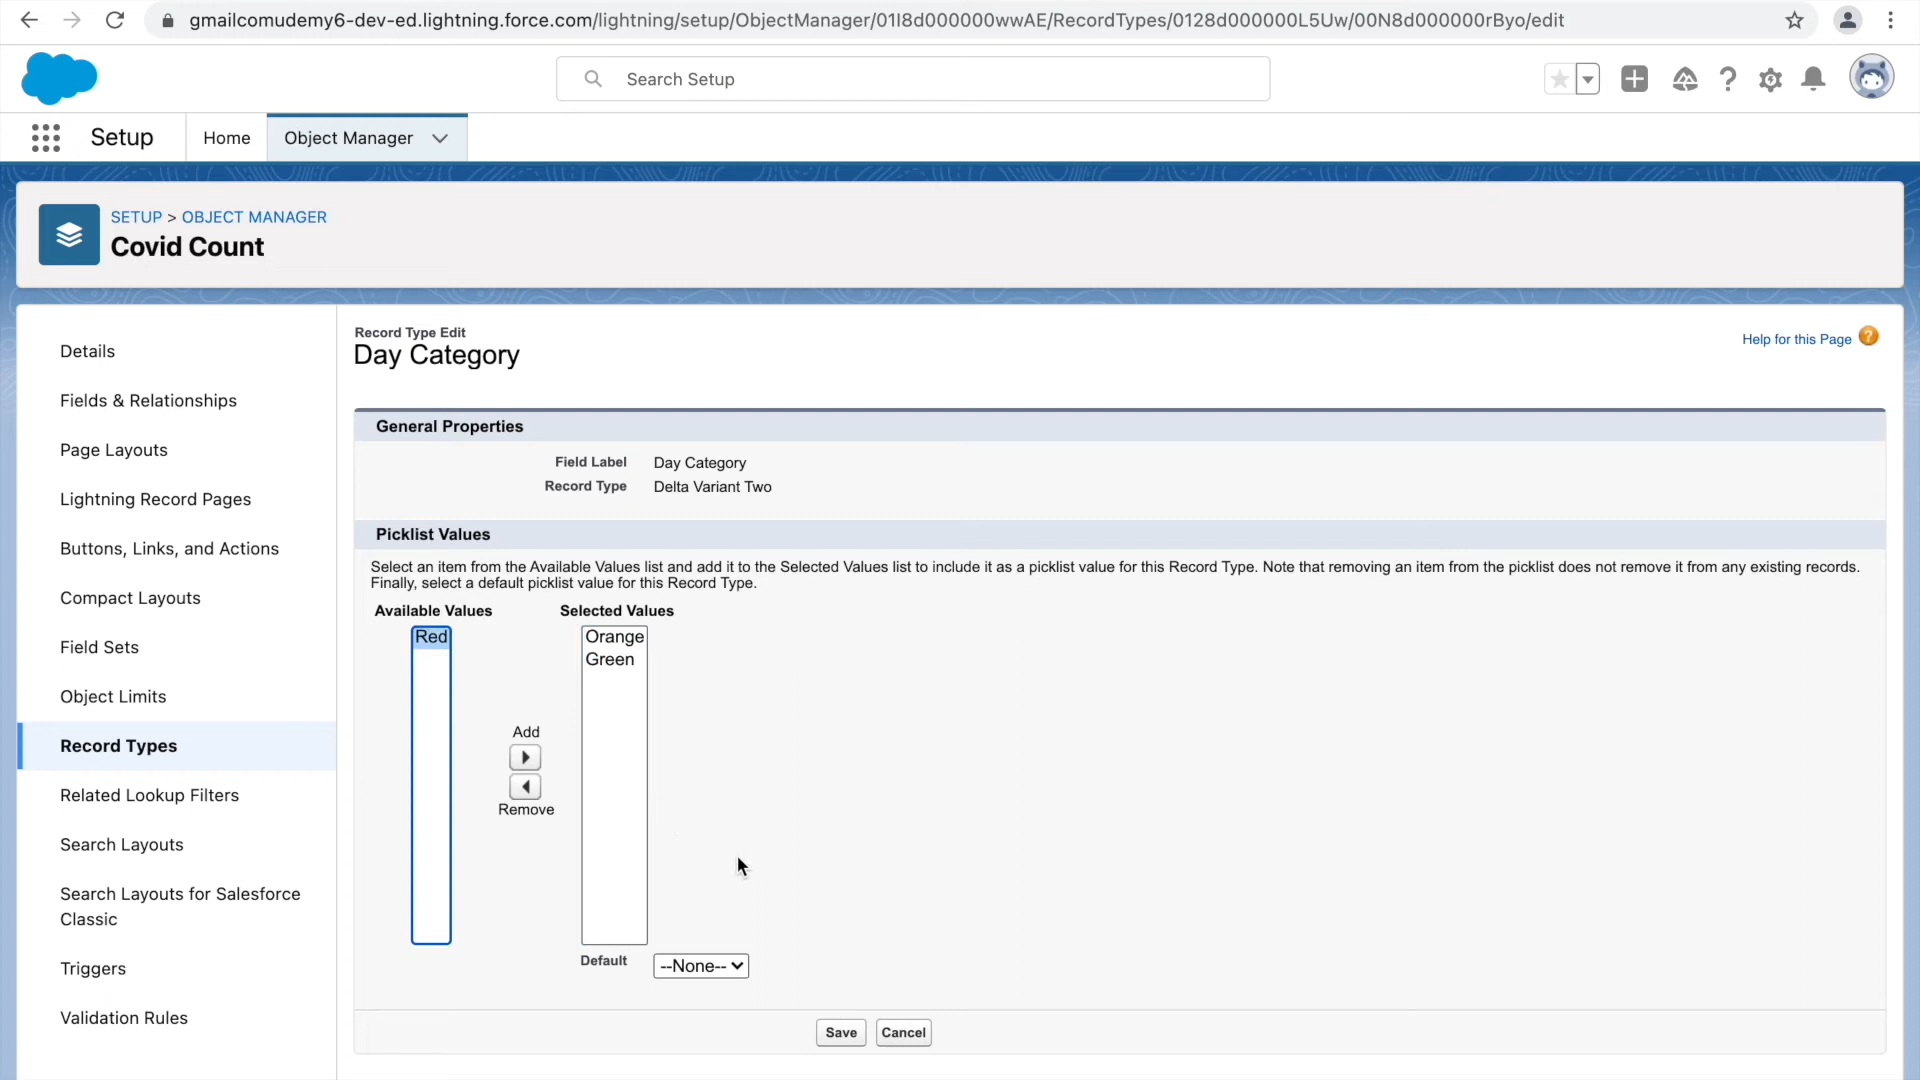 gmailcomudemy6-dev-ed.lightning.force.com/lightning/setup/ObjectManager/01I8d000000wwAE/RecordTypes/0128d000000L5Uw/00N8d000000rByo/edit
Search Setup
Setup
Home
Object Manager
SETUP > OBJECT MANAGER
Covid Count
Details
Fields & Relationships
Page Layouts
Lightning Record Pages
Buttons, Links, and Actions
Compact Layouts
Field Sets
Object Limits
Record Types
Related Lookup Filters
Search Layouts
Search Layouts for Salesforce
Classic
Triggers
Validation Rules
Record Type Edit
Day Category
Help for this Page ?
General Properties
Field Label Day Category
Record Type Delta Variant Two
Picklist Values
Select an item from the Available Values list and add it to the Selected Values list to include it as a picklist value for this Record Type. Note that removing an item from the picklist does not remove it from any existing records.
Finally, select a default picklist value for this Record Type.
Available Values Selected Values
Red
Orange
Green
Add
Remove
Default --None--
Save Cancel